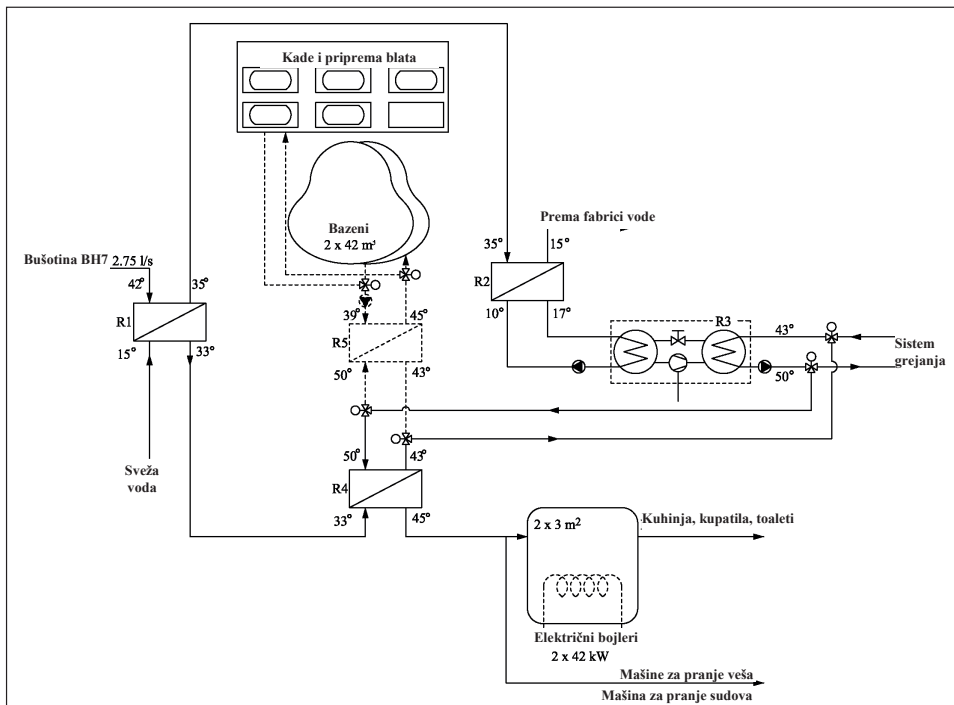 Kade i priprema blata
Bazeni
2 x 42 m³
Prema fabrici vode
35° 15°
R2
10° 17°
Bušotina BH7 2.75 l/s
42° 35°
R1
15° 33°
Sveža
voda
39° 45°
R5
50° 43°
R3
43°
50°
Sistem
grejanja
50° 43°
R4
33° 45°
2 x 3 m²
Kuhinja, kupatila, toaleti
Električni bojleri
2 x 42 kW
Mašine za pranje veša
Mašina za pranje sudova